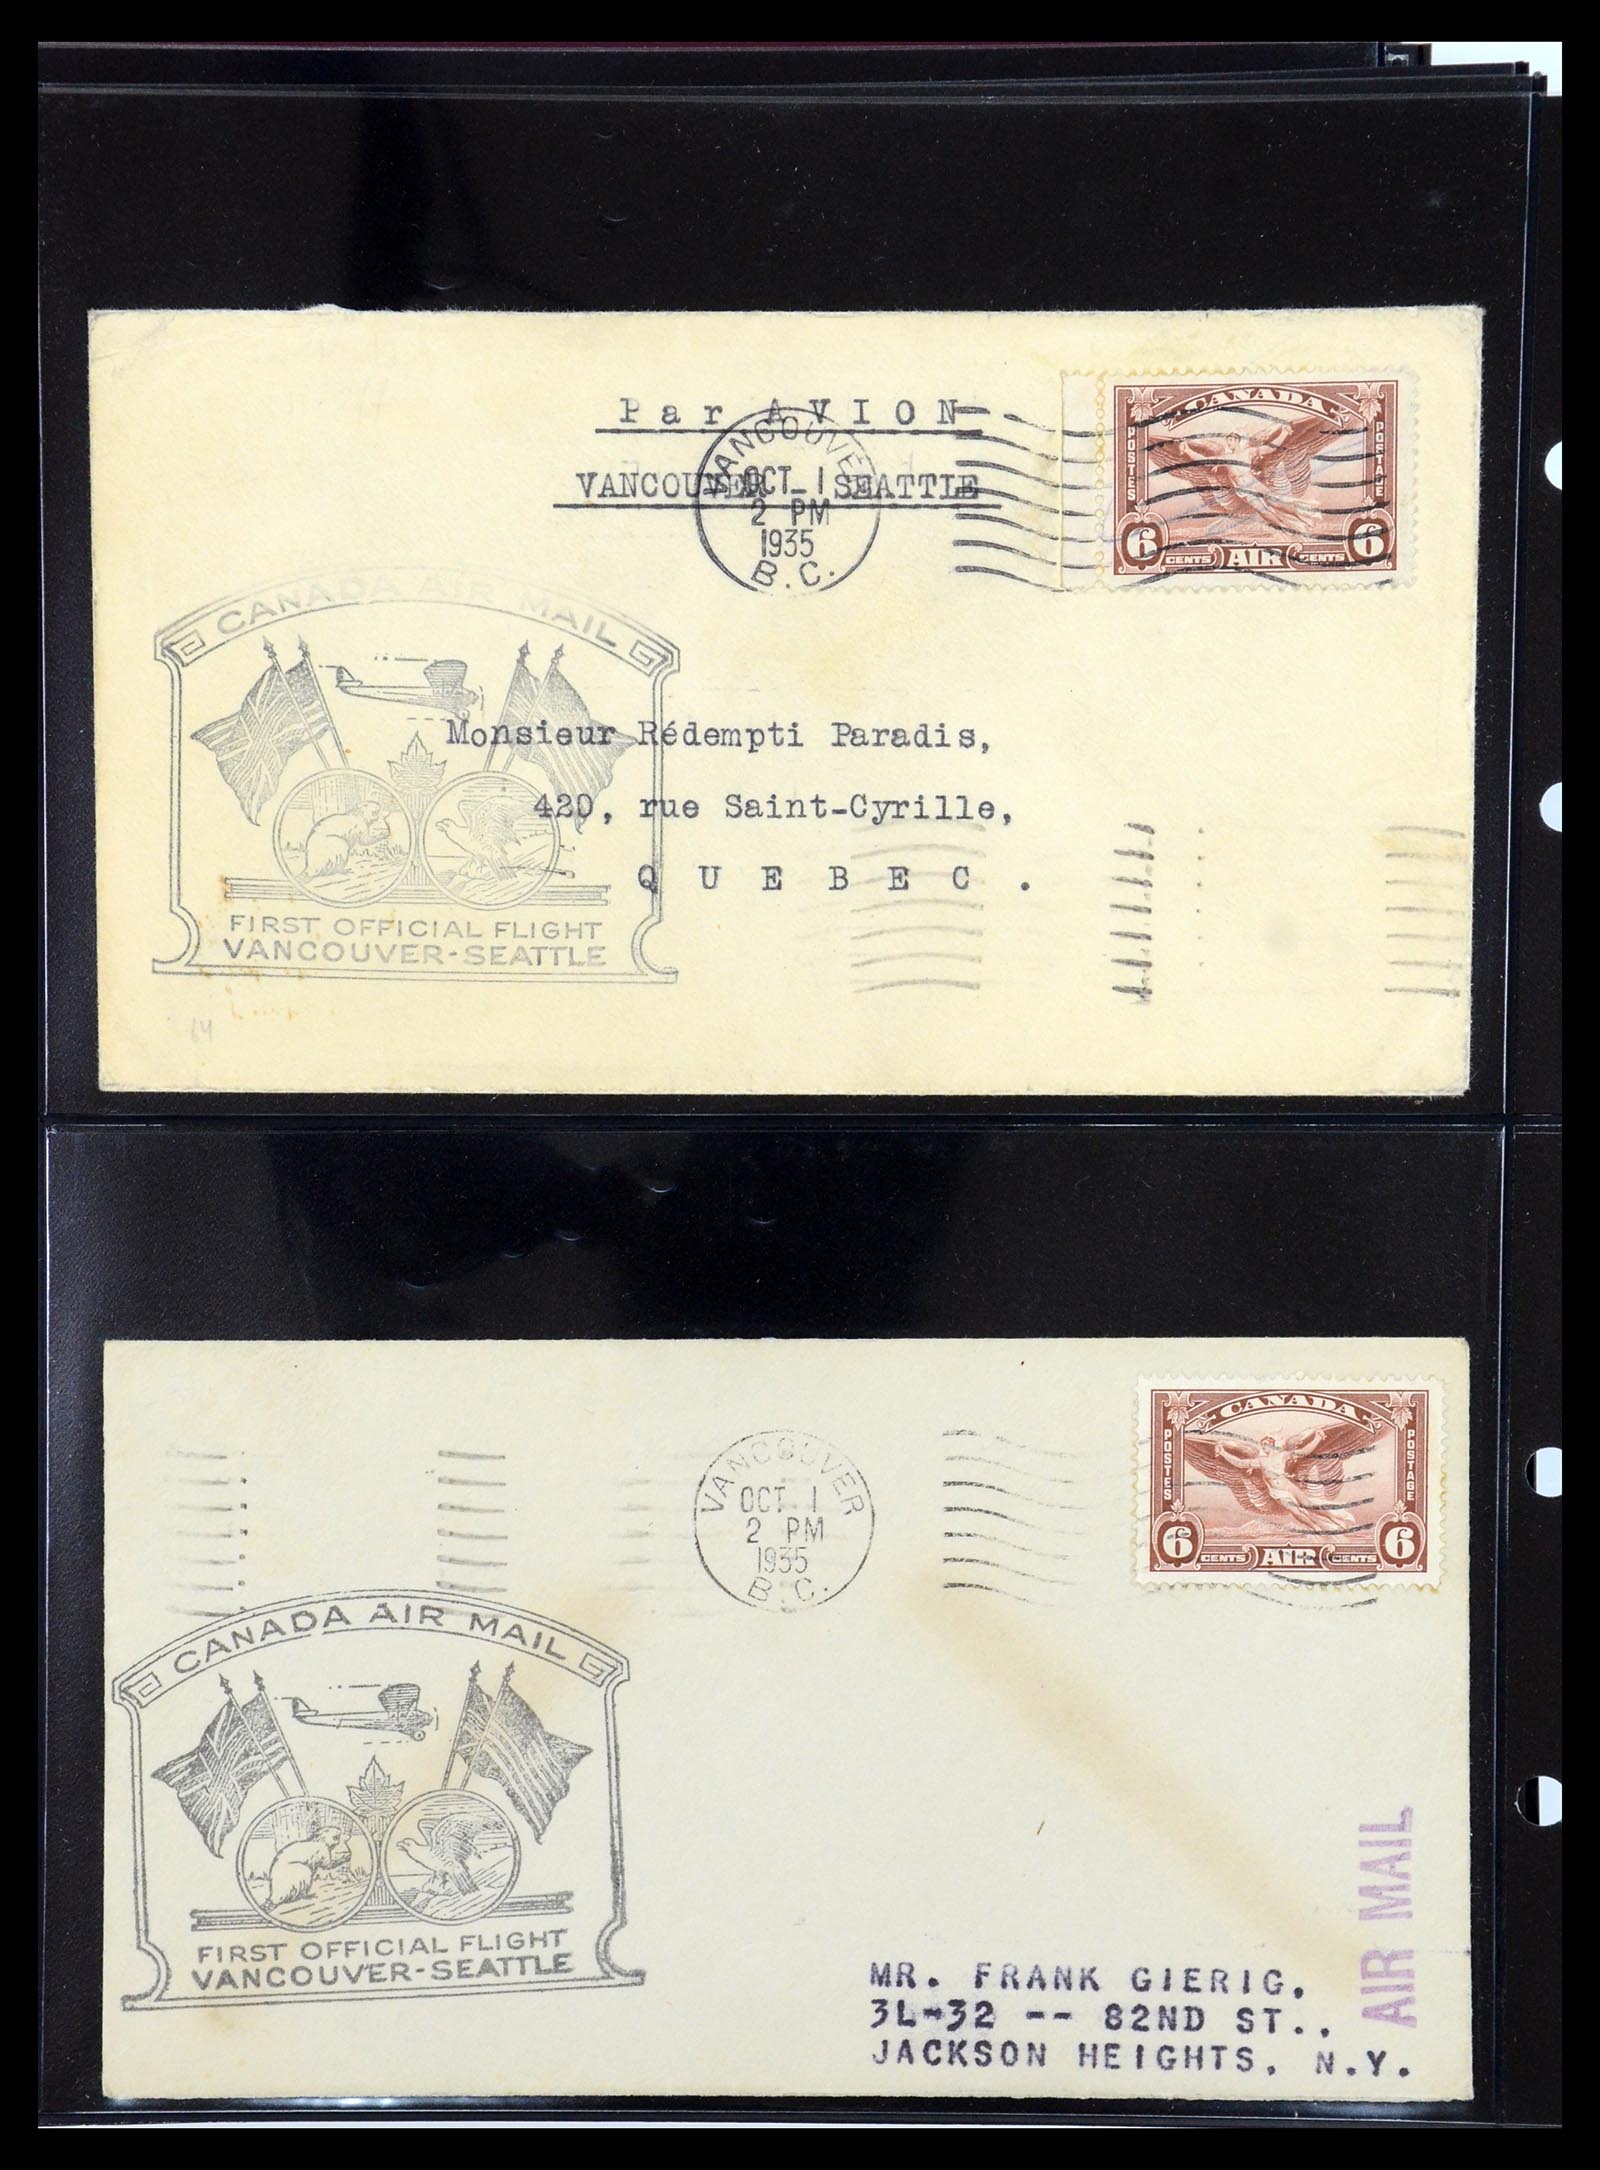 Par AVION
VANCOUVER - SEATTLE
VANCOUVER
OCT 1
2 PM
1935
B.C.
CANADA
POSTES
POSTAGE
6 CENTS AIR CENTS 6
CANADA AIR MAIL
Monsieur Rédempti Paradis,
420, rue Saint-Cyrille,
QUEBEC.
FIRST OFFICIAL FLIGHT
VANCOUVER-SEATTLE
64
VANCOUVER
OCT 1
2 PM
1935
B.C.
CANADA
POSTES
POSTAGE
6 CENTS AIR CENTS 6
CANADA AIR MAIL
FIRST OFFICIAL FLIGHT
VANCOUVER-SEATTLE
AIR MAIL
MR. FRANK GIERIG,
3L-32 -- 82ND ST.,
JACKSON HEIGHTS, N.Y.